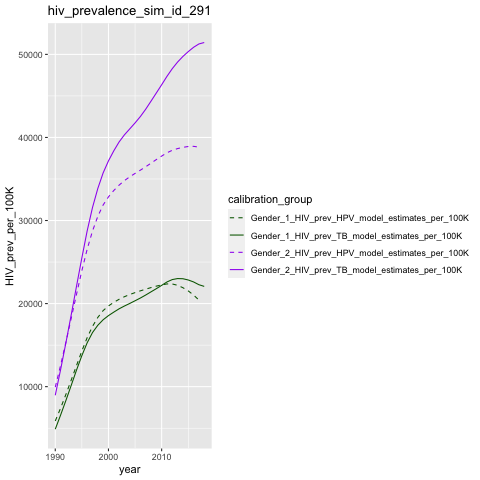 hiv_prevalence_sim_id_291
HIV_prev_per_100K
50000
40000
30000
20000
10000
1990
2000
2010
year
calibration_group
Gender_1_HIV_prev_HPV_model_estimates_per_100K
Gender_1_HIV_prev_TB_model_estimates_per_100K
Gender_2_HIV_prev_HPV_model_estimates_per_100K
Gender_2_HIV_prev_TB_model_estimates_per_100K